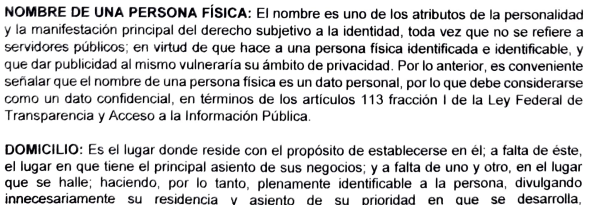 NOMBRE DE UNA PERSONA FÍSICA: El nombre es uno de los atributos de la personalidad
y la manifestación principal del derecho subjetivo a la identidad, toda vez que no se refiere a
servidores públicos; en virtud de que hace a una persona física identificada e identificable, y
que dar publicidad al mismo vulneraría su ámbito de privacidad. Por lo anterior, es conveniente
señalar que el nombre de una persona física es un dato personal, por lo que debe considerarse
como un dato confidencial, en términos de los artículos 113 fracción I de la Ley Federal de
Transparencia y Acceso a la Información Pública.
DOMICILIO: Es el lugar donde reside con el propósito de establecerse en él; a falta de éste,
el lugar en que tiene el principal asiento de sus negocios; y a falta de uno y otro, en el lugar
que se halle; haciendo, por lo tanto, plenamente identificable a la persona, divulgando
innecesariamente su residencia y asiento de su prioridad en que se desarrolla,